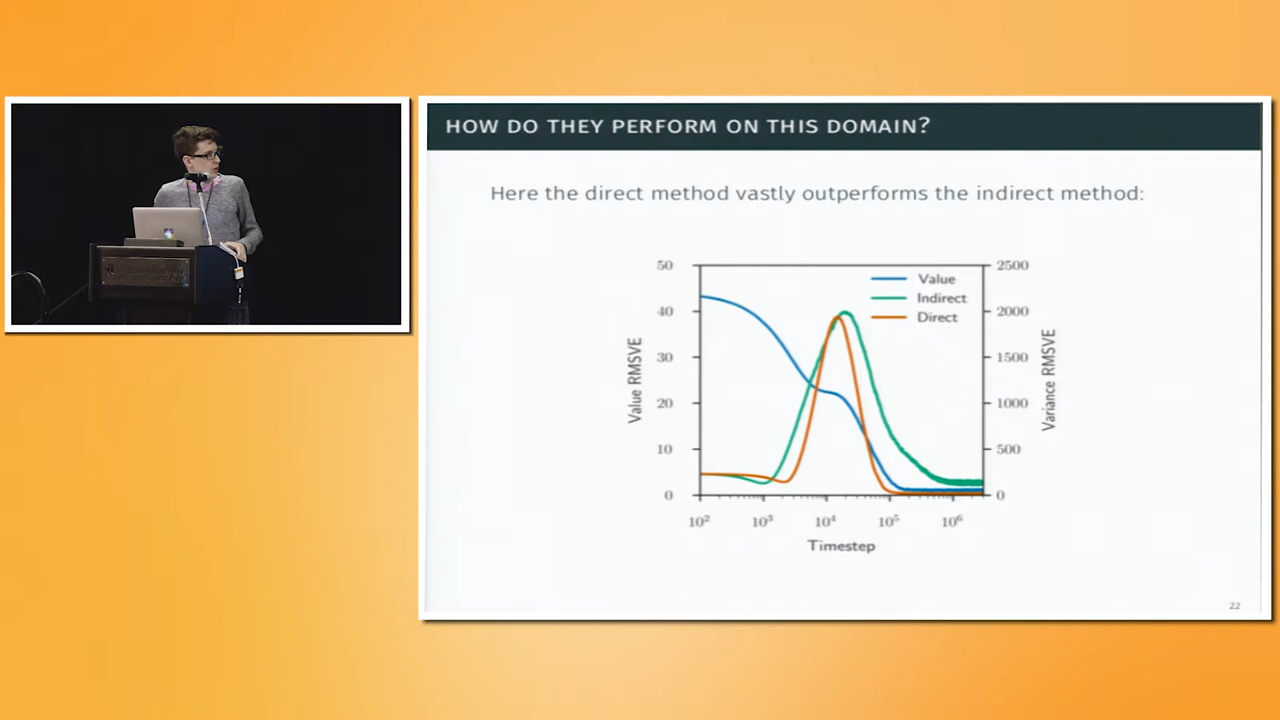 HOW DO THEY PERFORM ON THIS DOMAIN?
Here the direct method vastly outperforms the indirect method:
50
40
30
20
10
0
Value RMSVE
Value
Indirect
Direct
2500
2000
1500
1000
500
0
Variance RMSVE
10²
10³
10⁴
10⁵
10⁶
Timestep
22